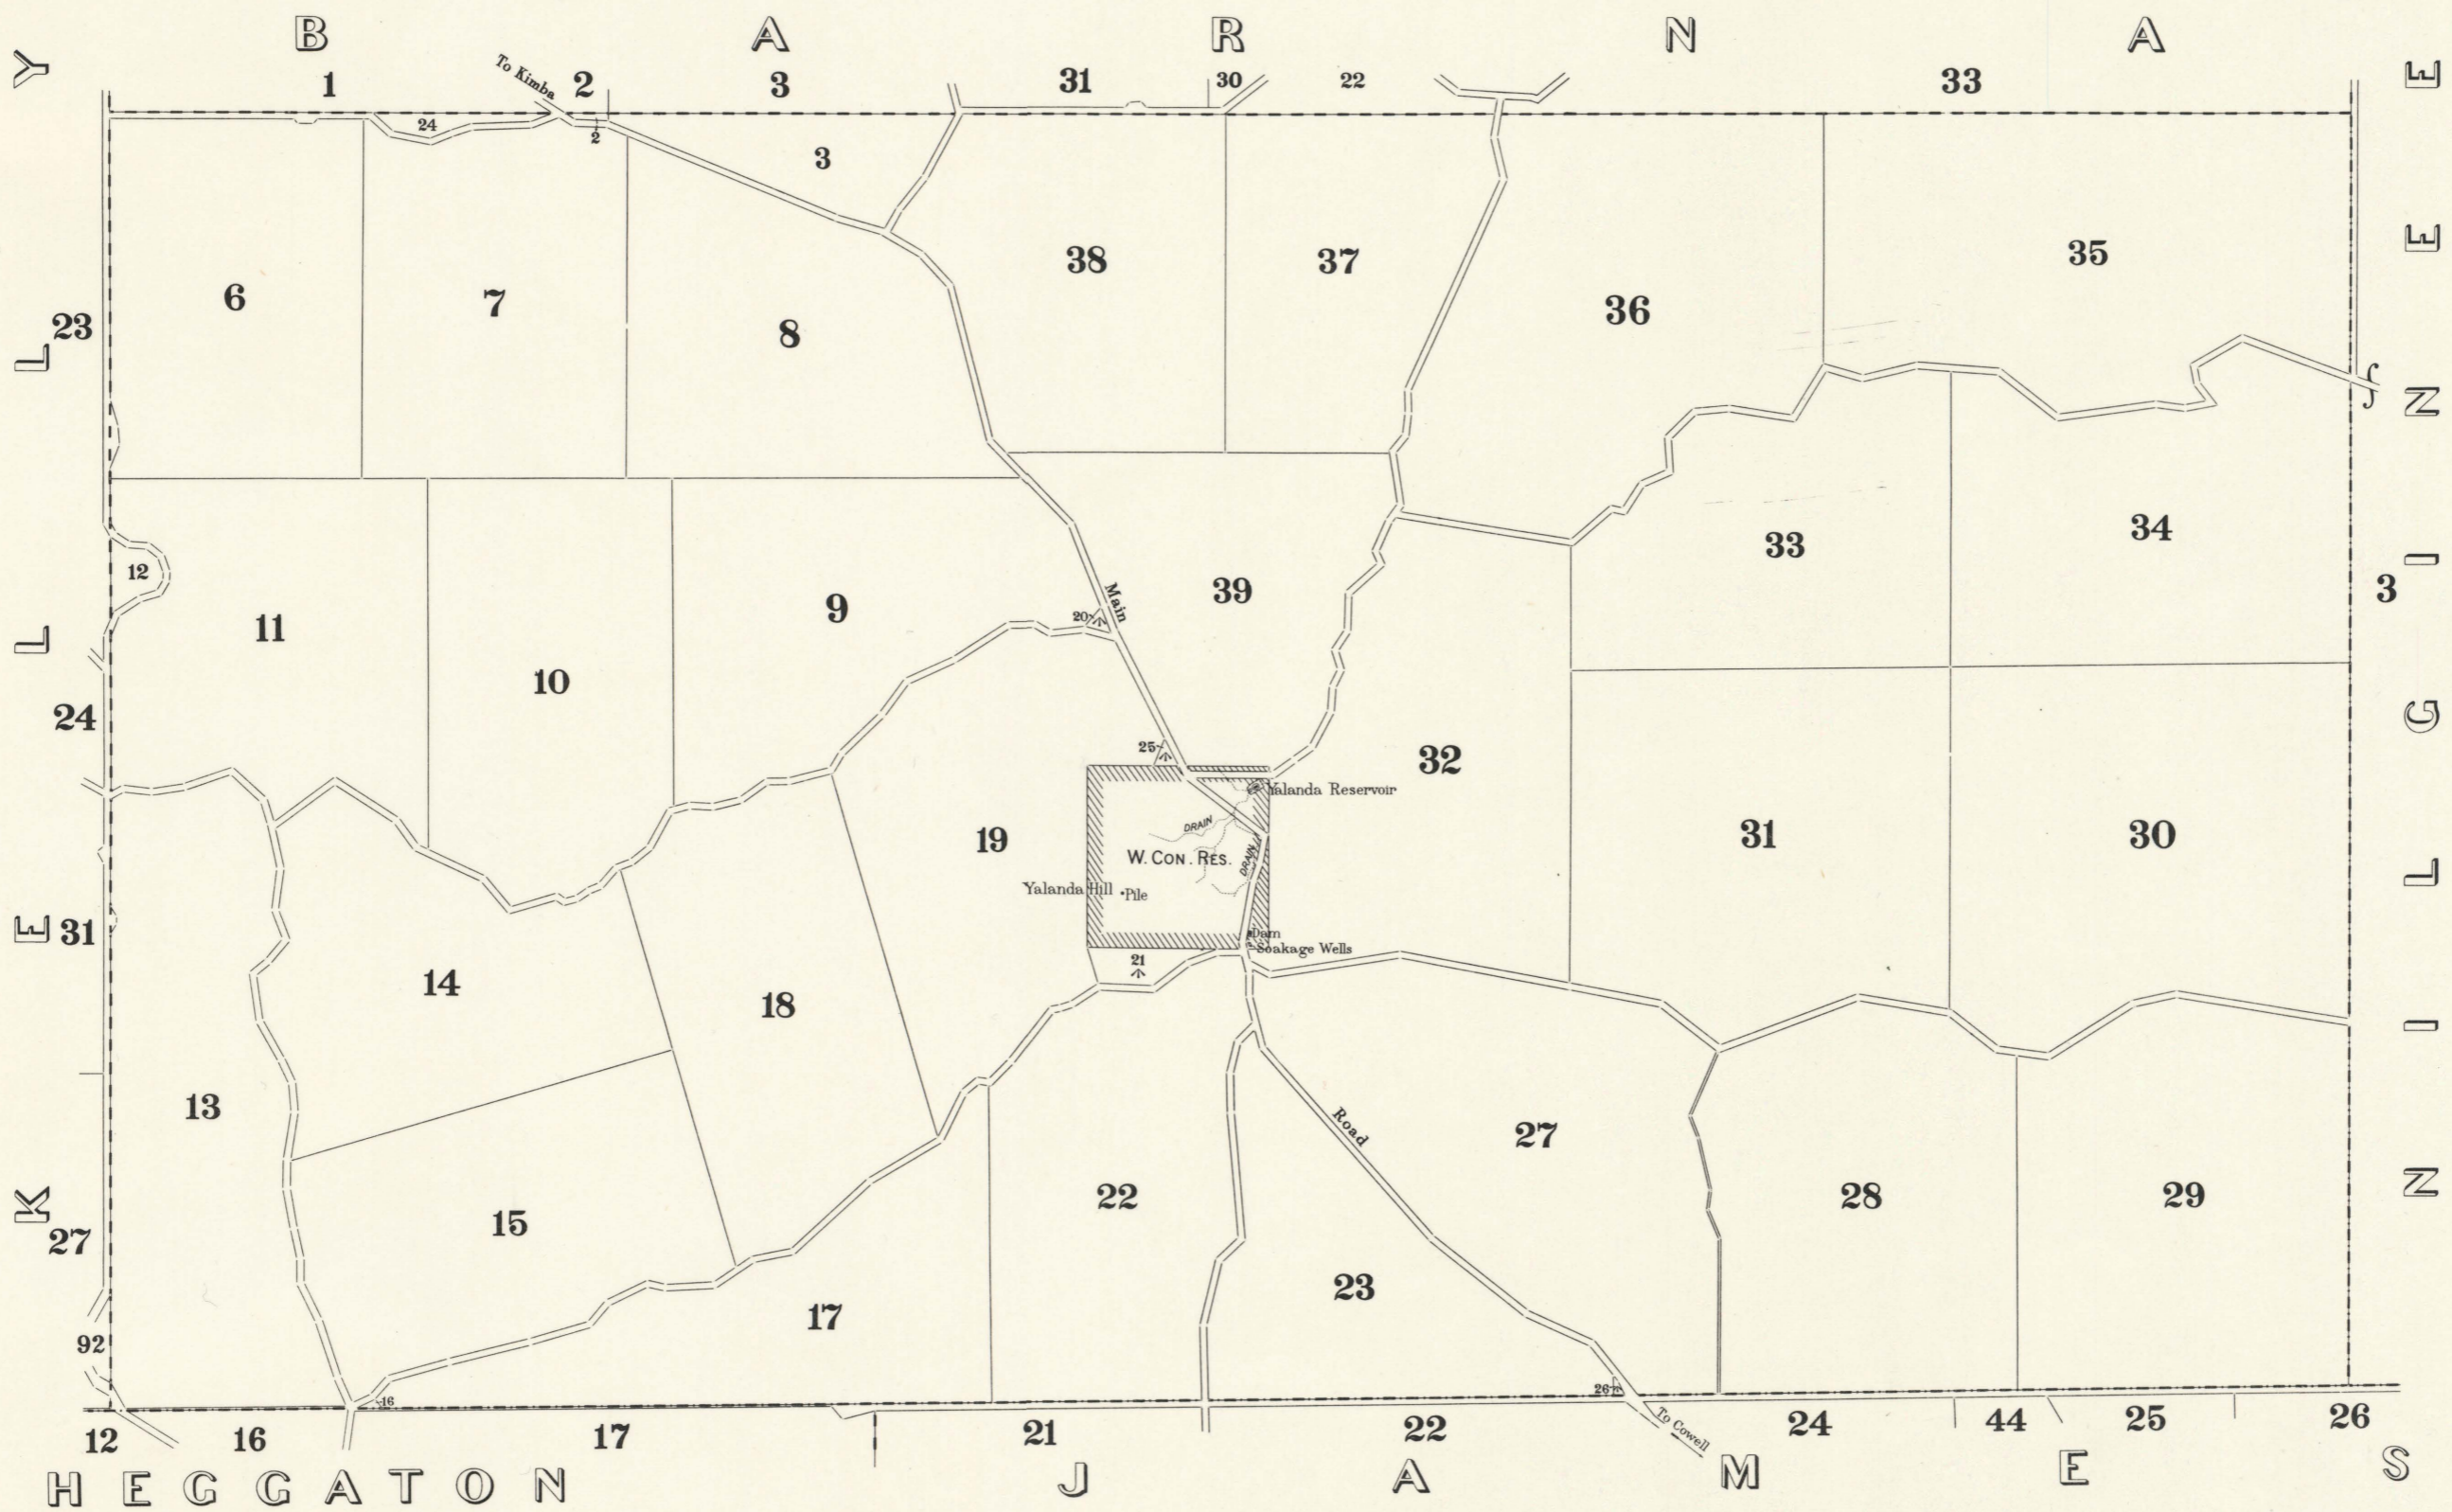 B A R N A
Y
E
To Kimba
1
2
3
31
30
22
33
24
2
3
38
37
36
35
6
7
8
23
L
E
N
12
11
10
9
39
33
34
I
3
Main
20
L
24
25
32
G
Yalanda Reservoir
DRAIN
DRAIN
W. CON. RES.
19
31
30
Yalanda Hill
Pile
L
E
31
Dam
Soakage Wells
21
14
18
I
13
Road
27
K
27
15
22
28
29
N
23
17
92
16
26
To Cowell
12
16
17
21
22
24
44
25
26
HEGGATON
J A M E S